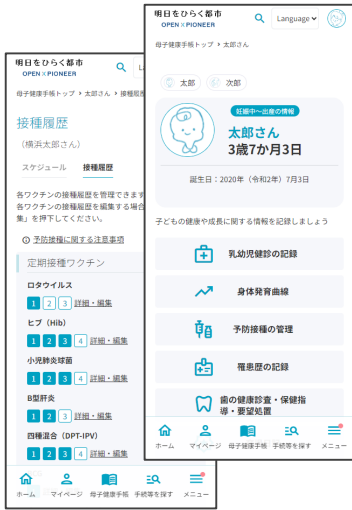 明日をひらく都市
OPEN×PIONEER
Language
母子健康手帳トップ > 太郎さん
太郎
次郎
妊娠中〜出産の情報
太郎さん
3歳7か月3日
誕生日：2020年（令和2年）7月3日
子どもの健康や成長に関する情報を記録しましょう
乳幼児健診の記録
身体発育曲線
予防接種の管理
罹患歴の記録
歯の健康診査・保健指
導・要望処置
ホーム
マイページ
母子健康手帳
手続等を探す
メニュー
明日をひらく都市
OPEN×PIONEER
母子健康手帳トップ > 太郎さん > 接種履歴
接種履歴
（横浜太郎さん）
スケジュール
接種履歴
各ワクチンの接種履歴を管理できます
各ワクチンの接種履歴を編集する場合
集」を押下してください。
予防接種に関する注意事項
定期接種ワクチン
ロタウイルス
1 2 3 詳細・編集
ヒブ（Hib）
1 2 3 4 詳細・編集
小児肺炎球菌
1 2 3 4 詳細・編集
B型肝炎
1 2 3 詳細・編集
四種混合（DPT-IPV）
1 2 3 4 詳細・編集
ホーム
マイページ
母子健康手帳
手続等を探す
メニュー